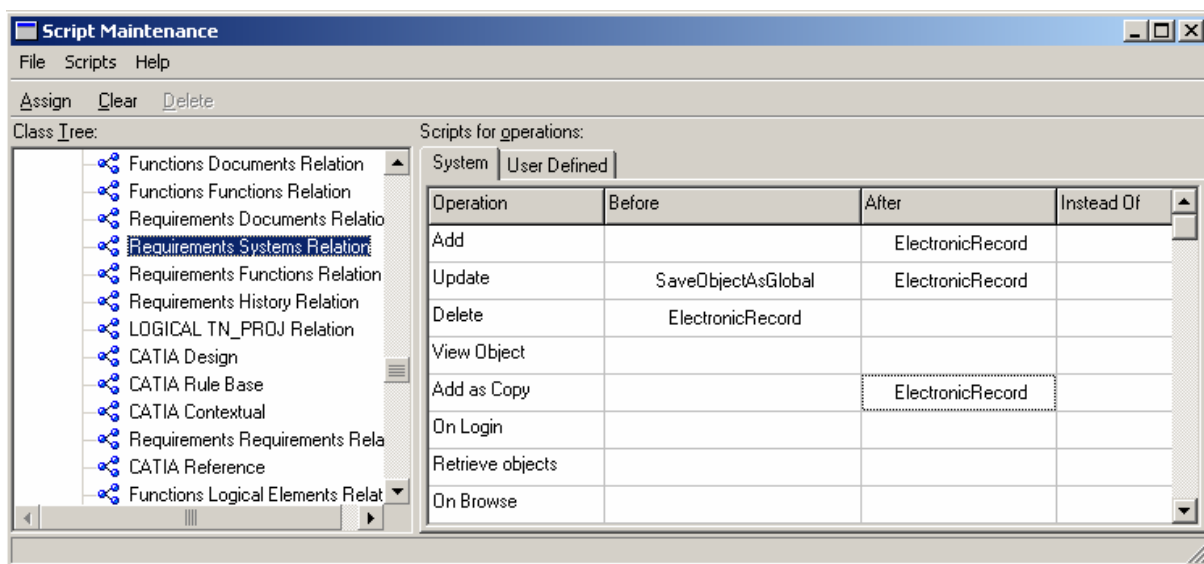 Script Maintenance
File Scripts Help
Assign Clear Delete
Class Tree:
Functions Documents Relation
Functions Functions Relation
Requirements Documents Relatio
Requirements Systems Relation
Requirements Functions Relation
Requirements History Relation
LOGICAL TN_PROJ Relation
CATIA Design
CATIA Rule Base
CATIA Contextual
Requirements Requirements Rela
CATIA Reference
Functions Logical Elements Relat
Scripts for operations:
System User Defined
Operation Before After Instead Of
Add ElectronicRecord
Update SaveObjectAsGlobal ElectronicRecord
Delete ElectronicRecord
View Object
Add as Copy ElectronicRecord
On Login
Retrieve objects
On Browse